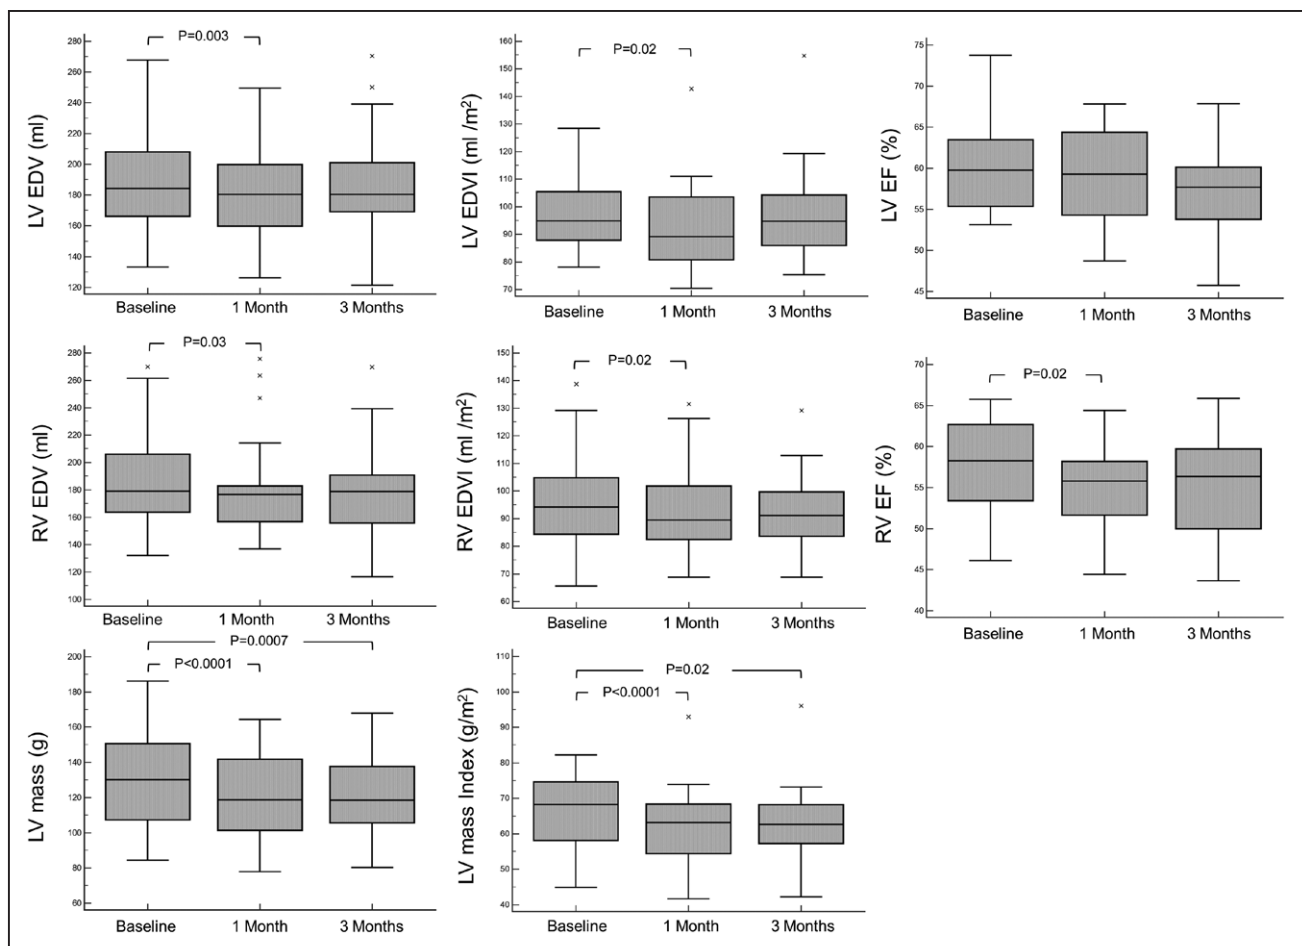 P=0.003
LV EDV (ml)
280
260
240
220
200
180
160
140
120
Baseline 1 Month 3 Months
P=0.02
LV EDVI (ml /m²)
160
150
140
130
120
110
100
90
80
70
Baseline 1 Month 3 Months
LV EF (%)
75
70
65
60
55
50
45
Baseline 1 Month 3 Months
P=0.03
RV EDV (ml)
280
260
240
220
200
180
160
140
120
100
Baseline 1 Month 3 Months
P=0.02
RV EDVI (ml /m²)
150
140
130
120
110
100
90
80
70
60
Baseline 1 Month 3 Months
P=0.02
RV EF (%)
70
65
60
55
50
45
40
Baseline 1 Month 3 Months
P=0.0007
P<0.0001
LV mass (g)
200
180
160
140
120
100
80
60
Baseline 1 Month 3 Months
P=0.02
P<0.0001
LV mass Index (g/m²)
110
100
90
80
70
60
50
40
Baseline 1 Month 3 Months